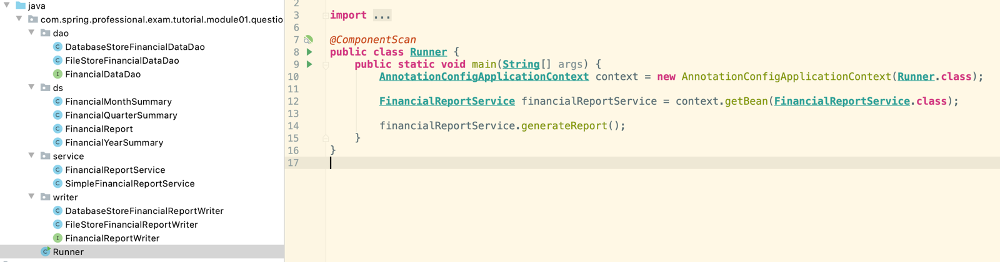 java
com.spring.professional.exam.tutorial.module01.questio
dao
C DatabaseStoreFinancialDataDao
C FileStoreFinancialDataDao
I FinancialDataDao
ds
C FinancialMonthSummary
C FinancialQuarterSummary
C FinancialReport
C FinancialYearSummary
service
C FinancialReportService
C SimpleFinancialReportService
writer
C DatabaseStoreFinancialReportWriter
C FileStoreFinancialReportWriter
I FinancialReportWriter
C Runner
2
3 import ...
6
7 @ComponentScan
8 public class Runner {
9 public static void main(String[] args) {
10 AnnotationConfigApplicationContext context = new AnnotationConfigApplicationContext(Runner.class);
11
12 FinancialReportService financialReportService = context.getBean(FinancialReportService.class);
13
14 financialReportService.generateReport();
15 }
16 }
17